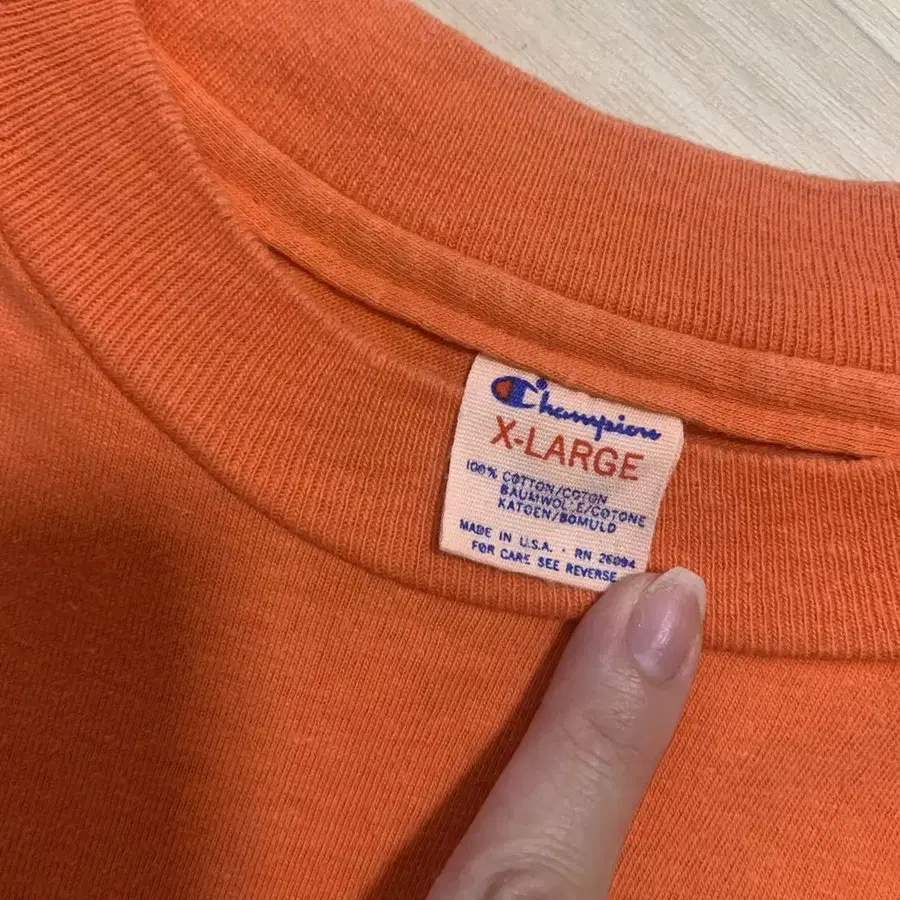 Champion
X-LARGE
100% COTTON/COTON
BAUMWOLLE/COTONE
KATOEN/BOMULD
MADE IN U.S.A. · RN 26094
FOR CARE SEE REVERSE